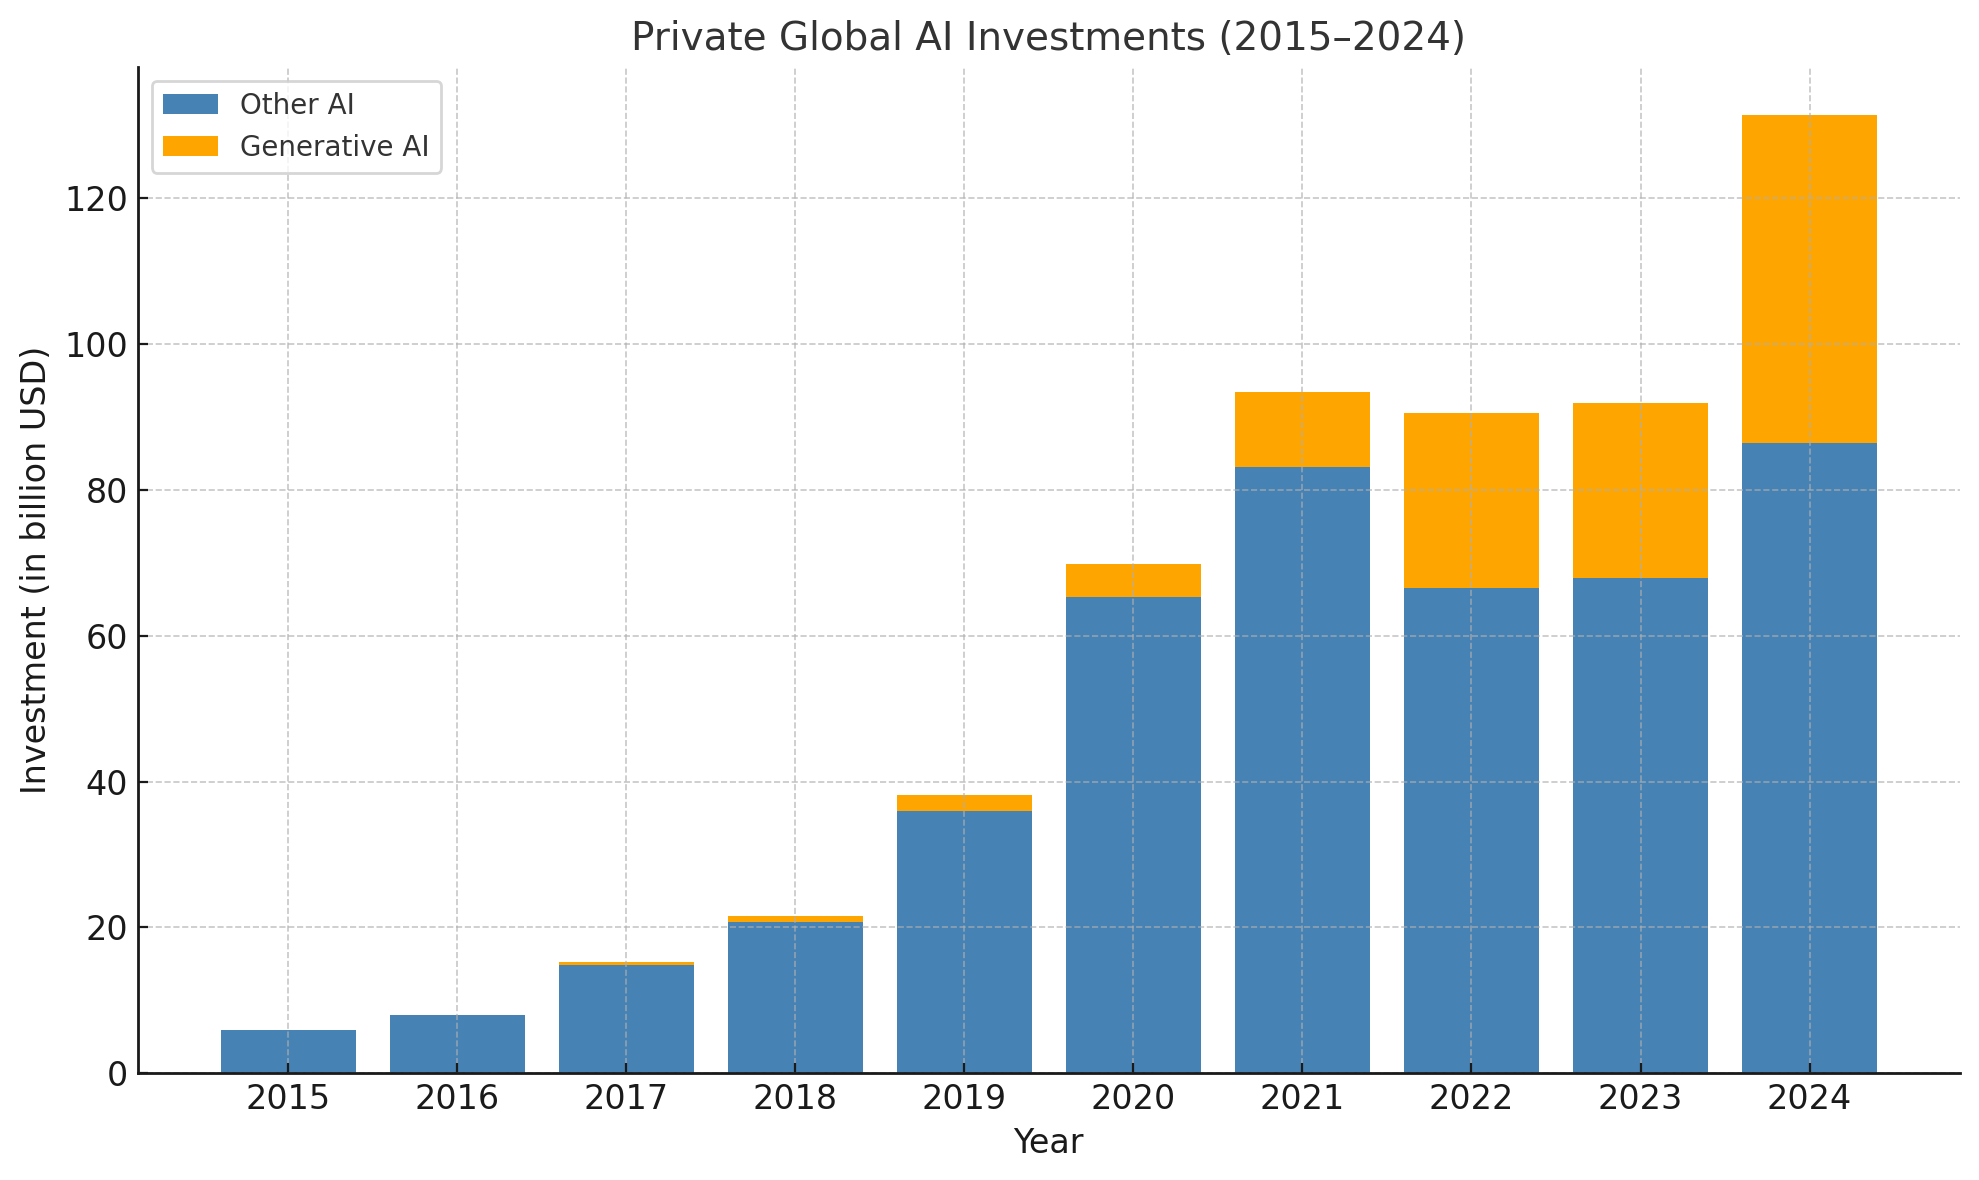 Private Global AI Investments (2015–2024)
Other AI
Generative AI
Investment (in billion USD)
120
100
80
60
40
20
0
2015 2016 2017 2018 2019 2020 2021 2022 2023 2024
Year